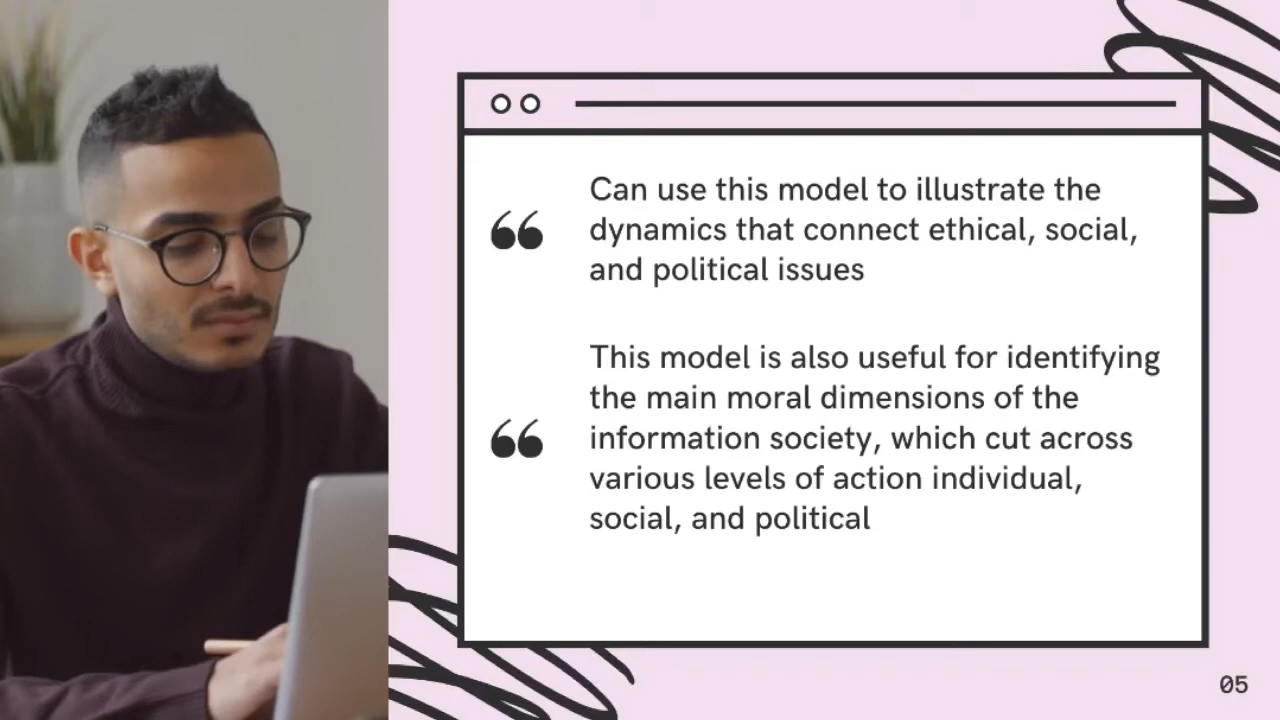 Can use this model to illustrate the
dynamics that connect ethical, social,
and political issues
This model is also useful for identifying
the main moral dimensions of the
information society, which cut across
various levels of action individual,
social, and political
05